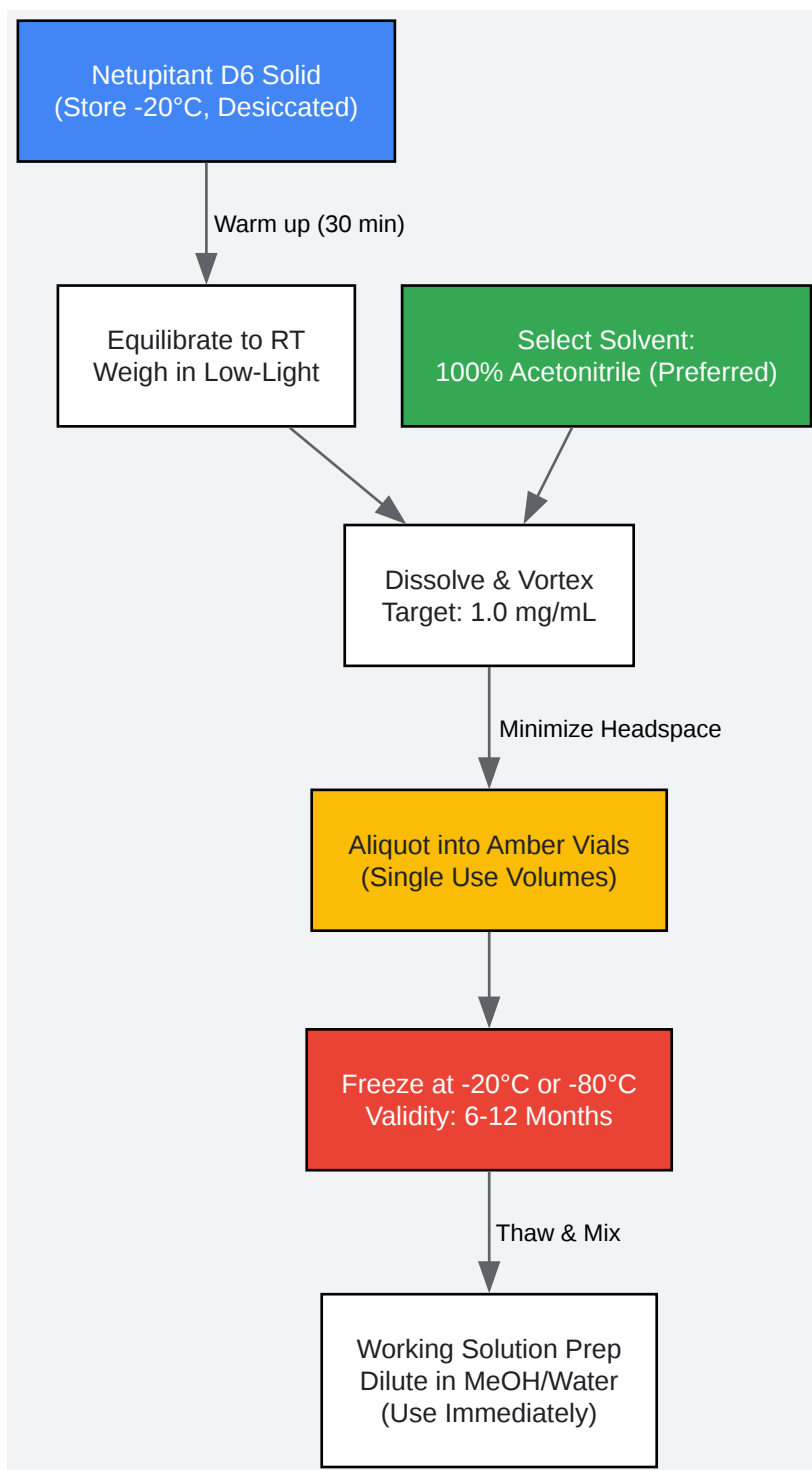 Netupitant D6 Solid
(Store -20°C, Desiccated)
Warm up (30 min)
Equilibrate to RT
Weigh in Low-Light
Select Solvent:
100% Acetonitrile (Preferred)
Dissolve & Vortex
Target: 1.0 mg/mL
Minimize Headspace
Aliquot into Amber Vials
(Single Use Volumes)
Freeze at -20°C or -80°C
Validity: 6-12 Months
Thaw & Mix
Working Solution Prep
Dilute in MeOH/Water
(Use Immediately)